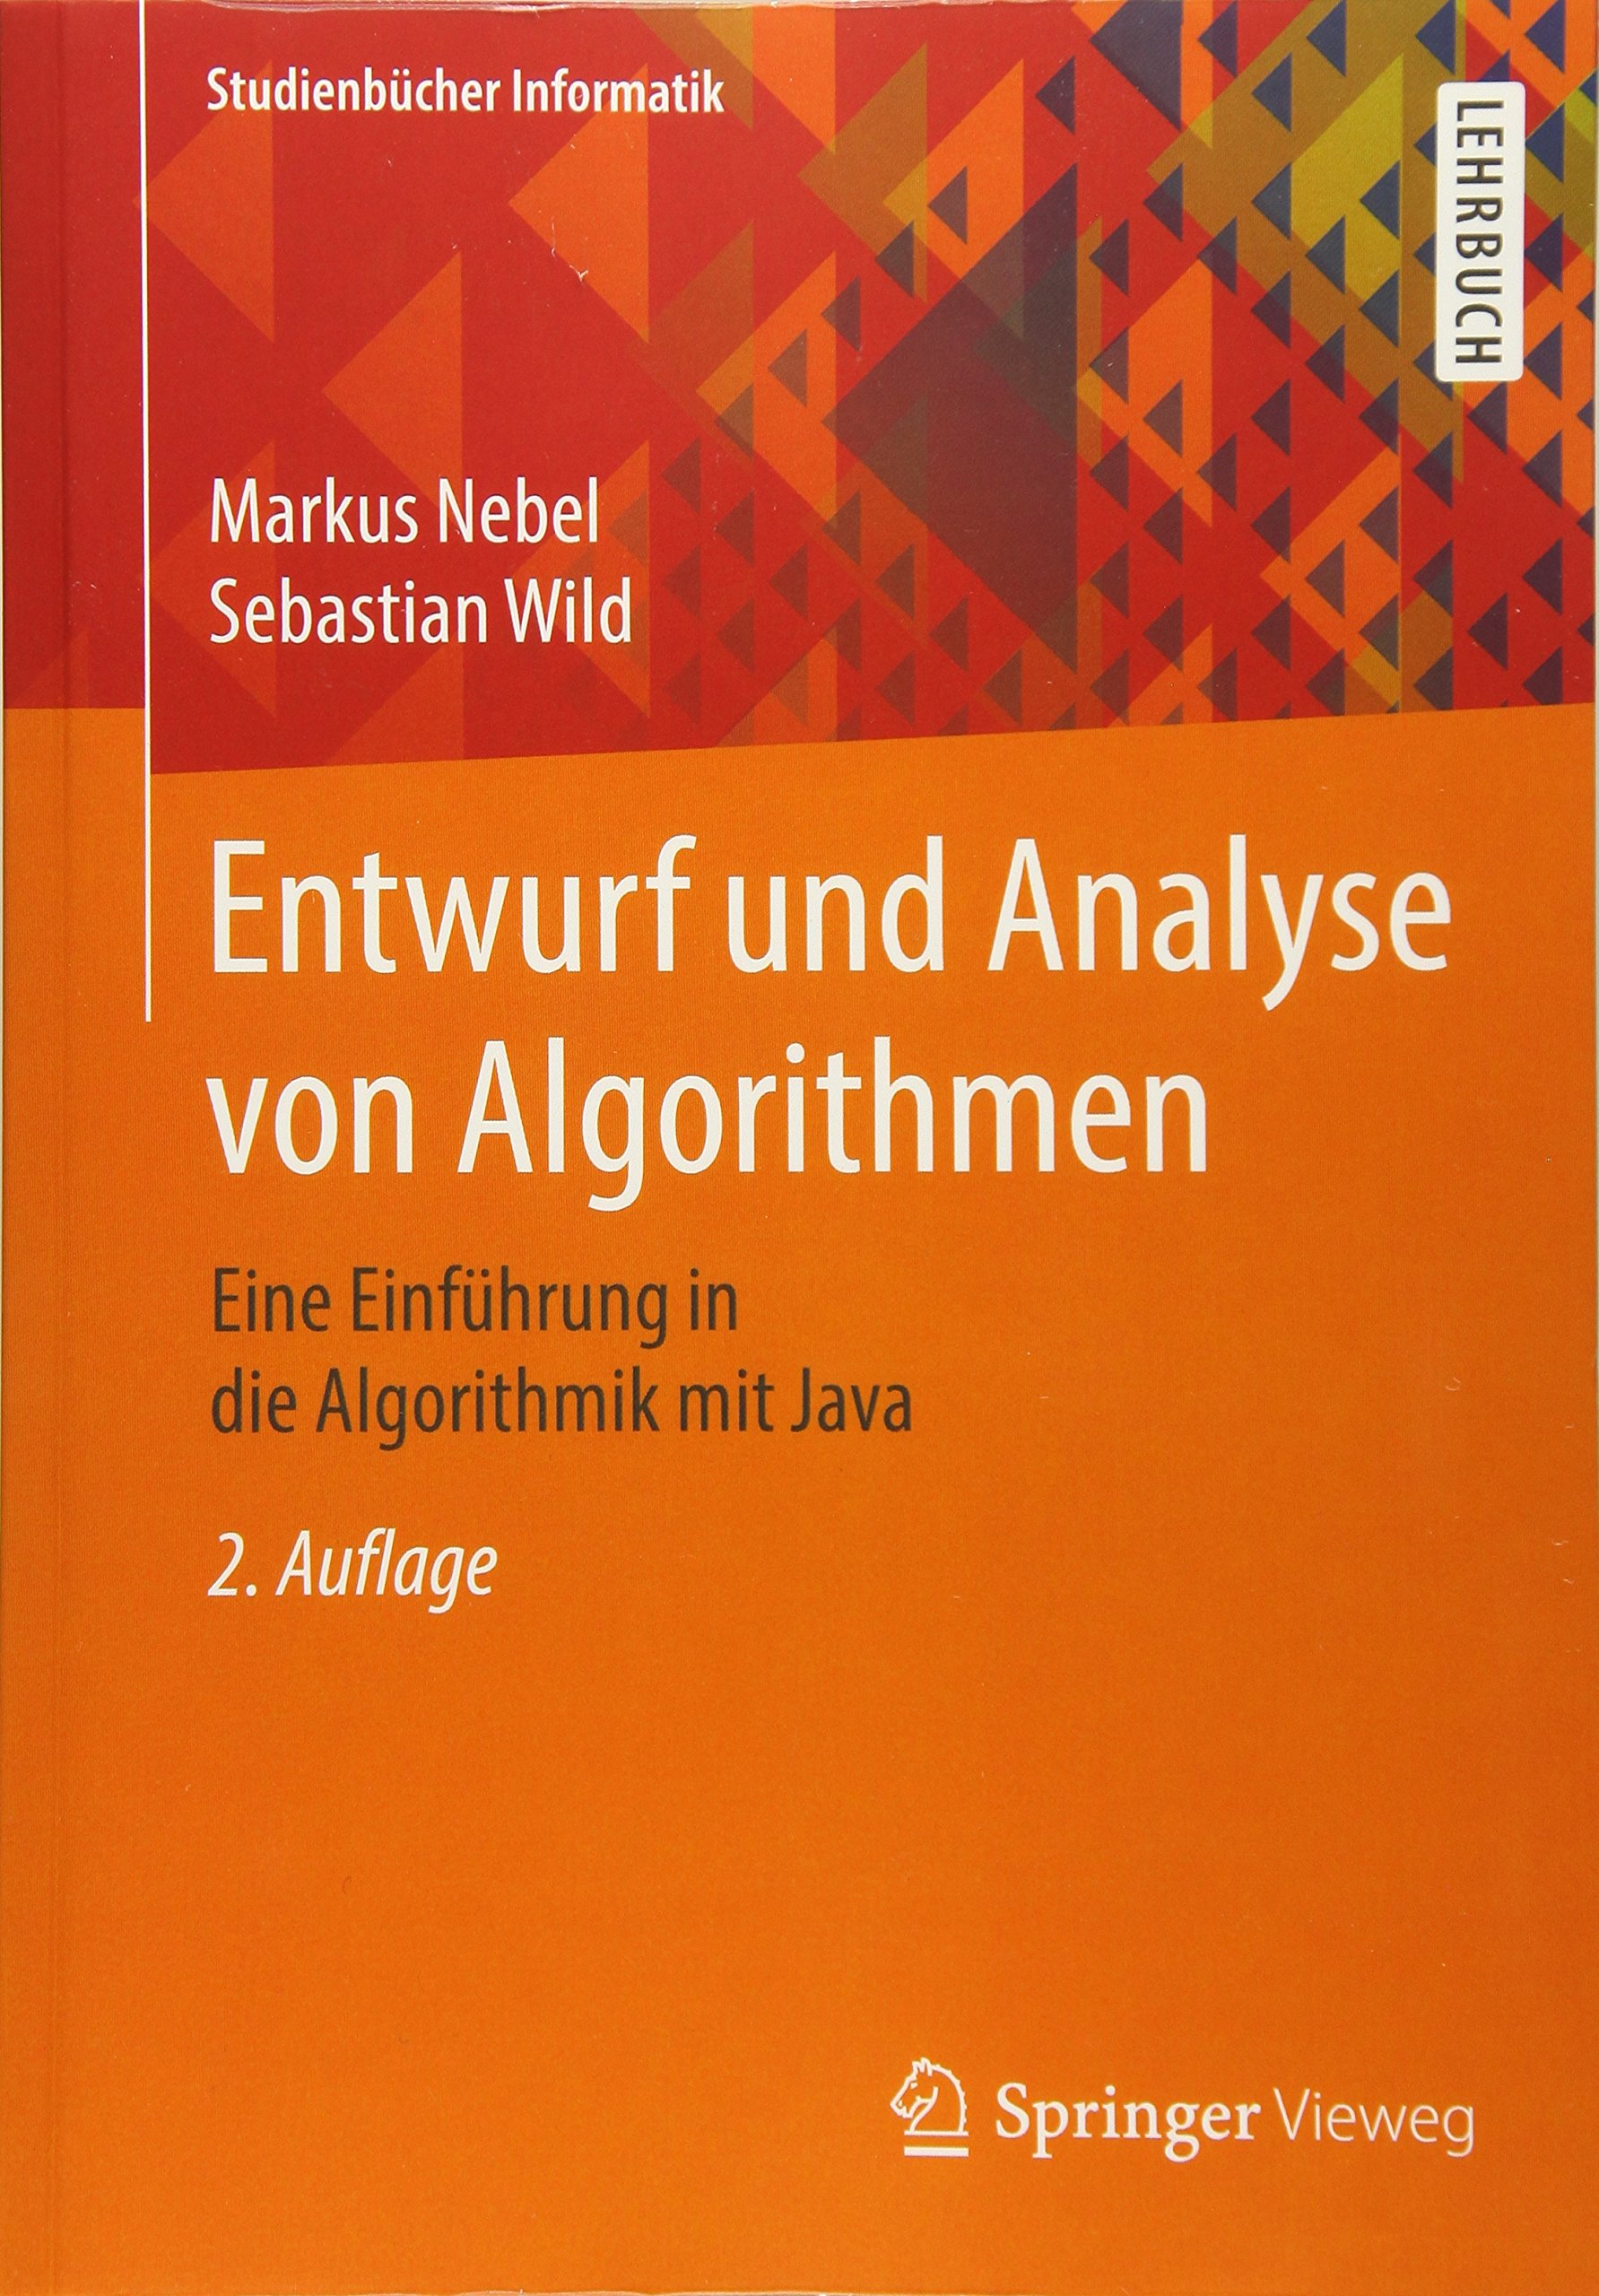 Studienbücher Informatik
LEHRBUCH
Markus Nebel
Sebastian Wild
Entwurf und Analyse
von Algorithmen
Eine Einführung in
die Algorithmik mit Java
2. Auflage
Springer Vieweg